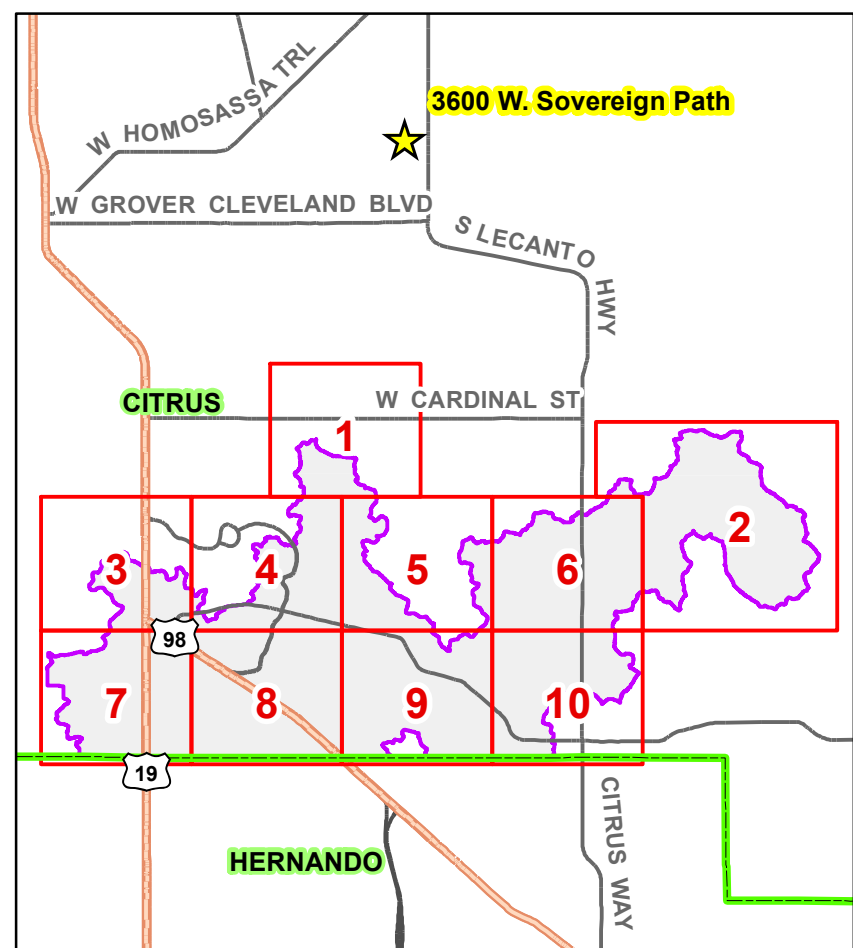 3600 W. Sovereign Path
W HOMOSASSA TRL
W GROVER CLEVELAND BLVD
S LECANTO HWY
CITRUS
W CARDINAL ST
1
2
3
4
5
6
98
7
8
9
10
19
CITRUS WAY
HERNANDO